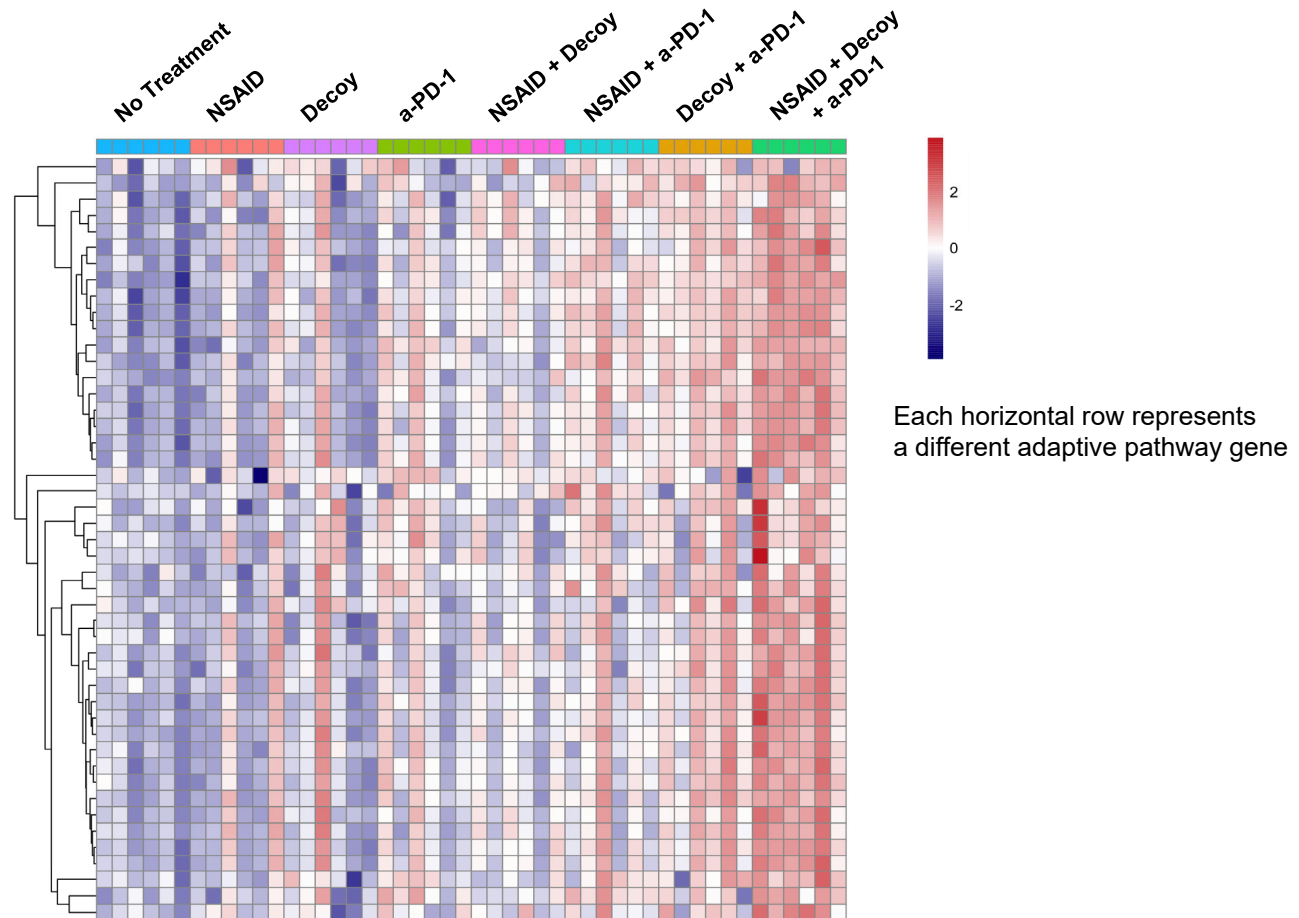 No Treatment
NSAID
Decoy
a-PD-1
NSAID + Decoy
NSAID + a-PD-1
Decoy + a-PD-1
NSAID + Decoy
+ a-PD-1
2
0
-2
Each horizontal row represents
a different adaptive pathway gene